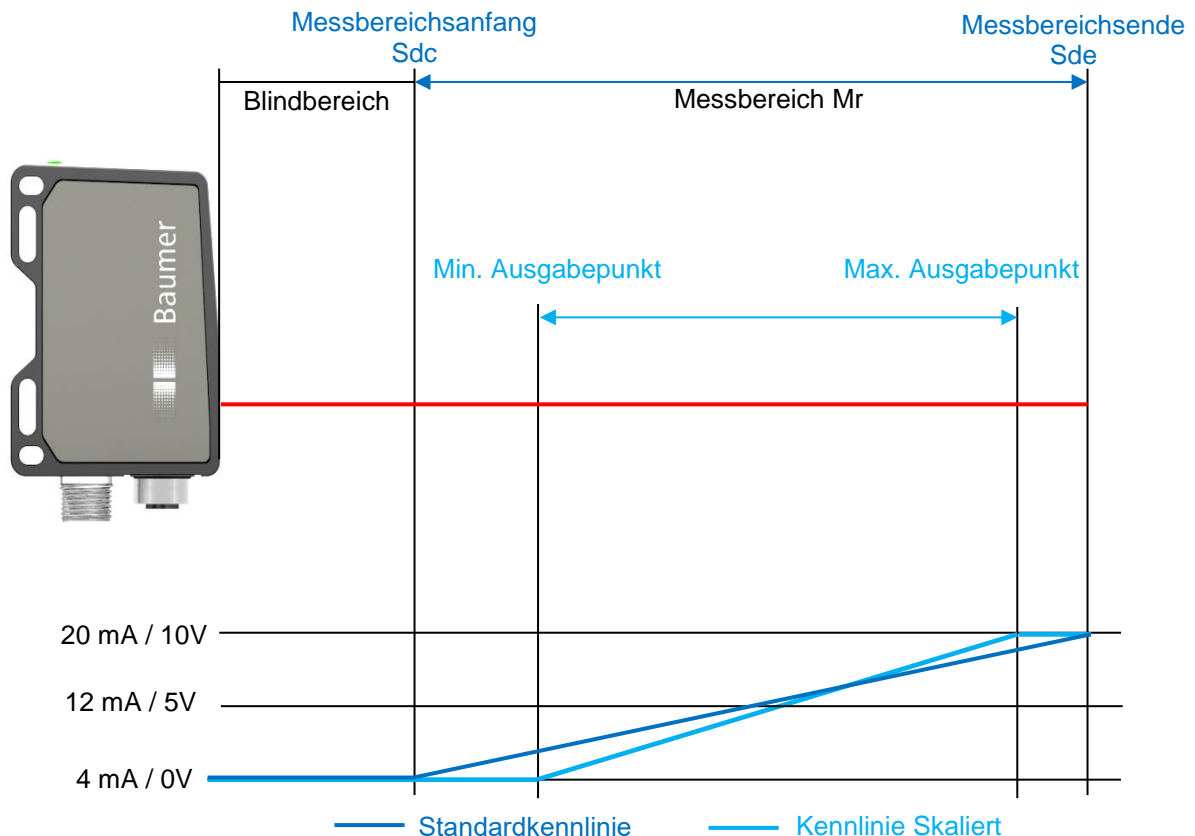 Messbereichsanfang
Sdc
Messbereichsende
Sde
Blindbereich
Messbereich Mr
Baumer
Min. Ausgabepunkt
Max. Ausgabepunkt
20 mA / 10V
12 mA / 5V
4 mA / 0V
Standardkennlinie
Kennlinie Skaliert